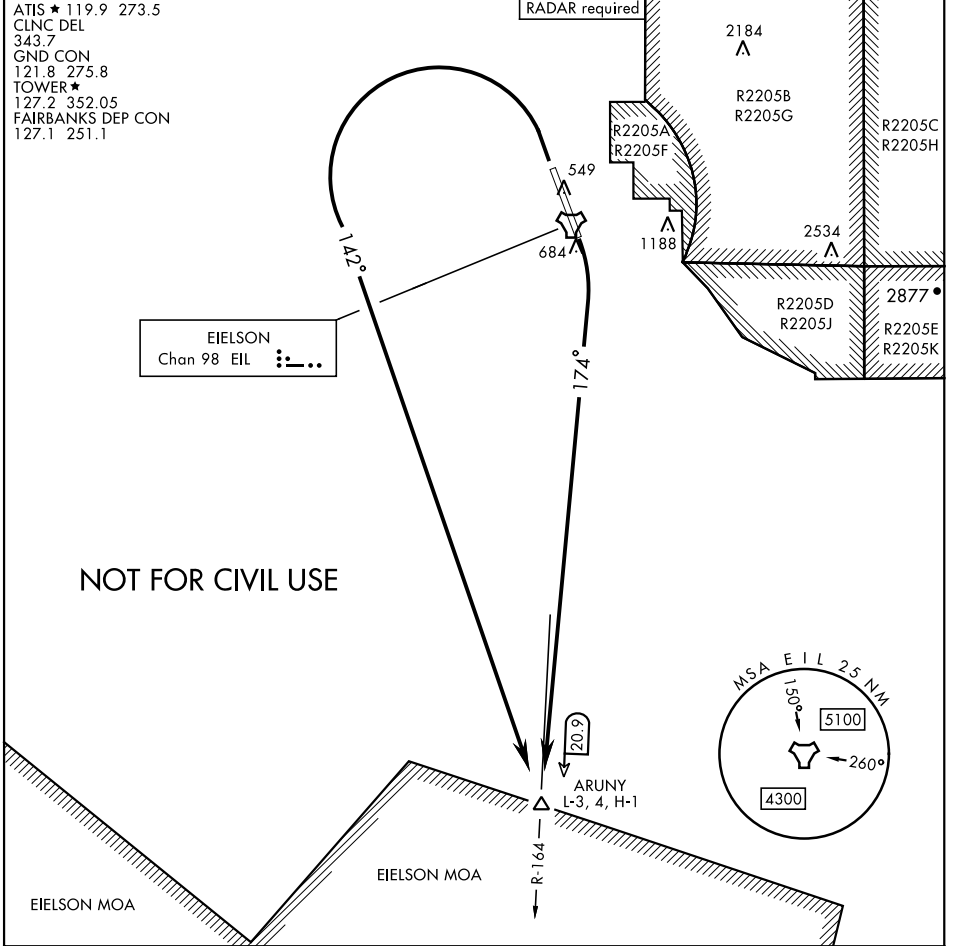 ATIS ★ 119.9 273.5
CLNC DEL
343.7
GND CON
121.8 275.8
TOWER★
127.2 352.05
FAIRBANKS DEP CON
127.1 251.1
RADAR required
2184
R2205B
R2205G
R2205C
R2205H
R2205A
R2205F
549
684
1188
2534
142°
EIELSON
Chan 98 EIL
R2205D
R2205J
2877
R2205E
R2205K
174°
NOT FOR CIVIL USE
MSA EIL 25 NM
150°
5100
260°
4300
20.9
ARUNY
L-3, 4, H-1
R-164
EIELSON MOA
EIELSON MOA